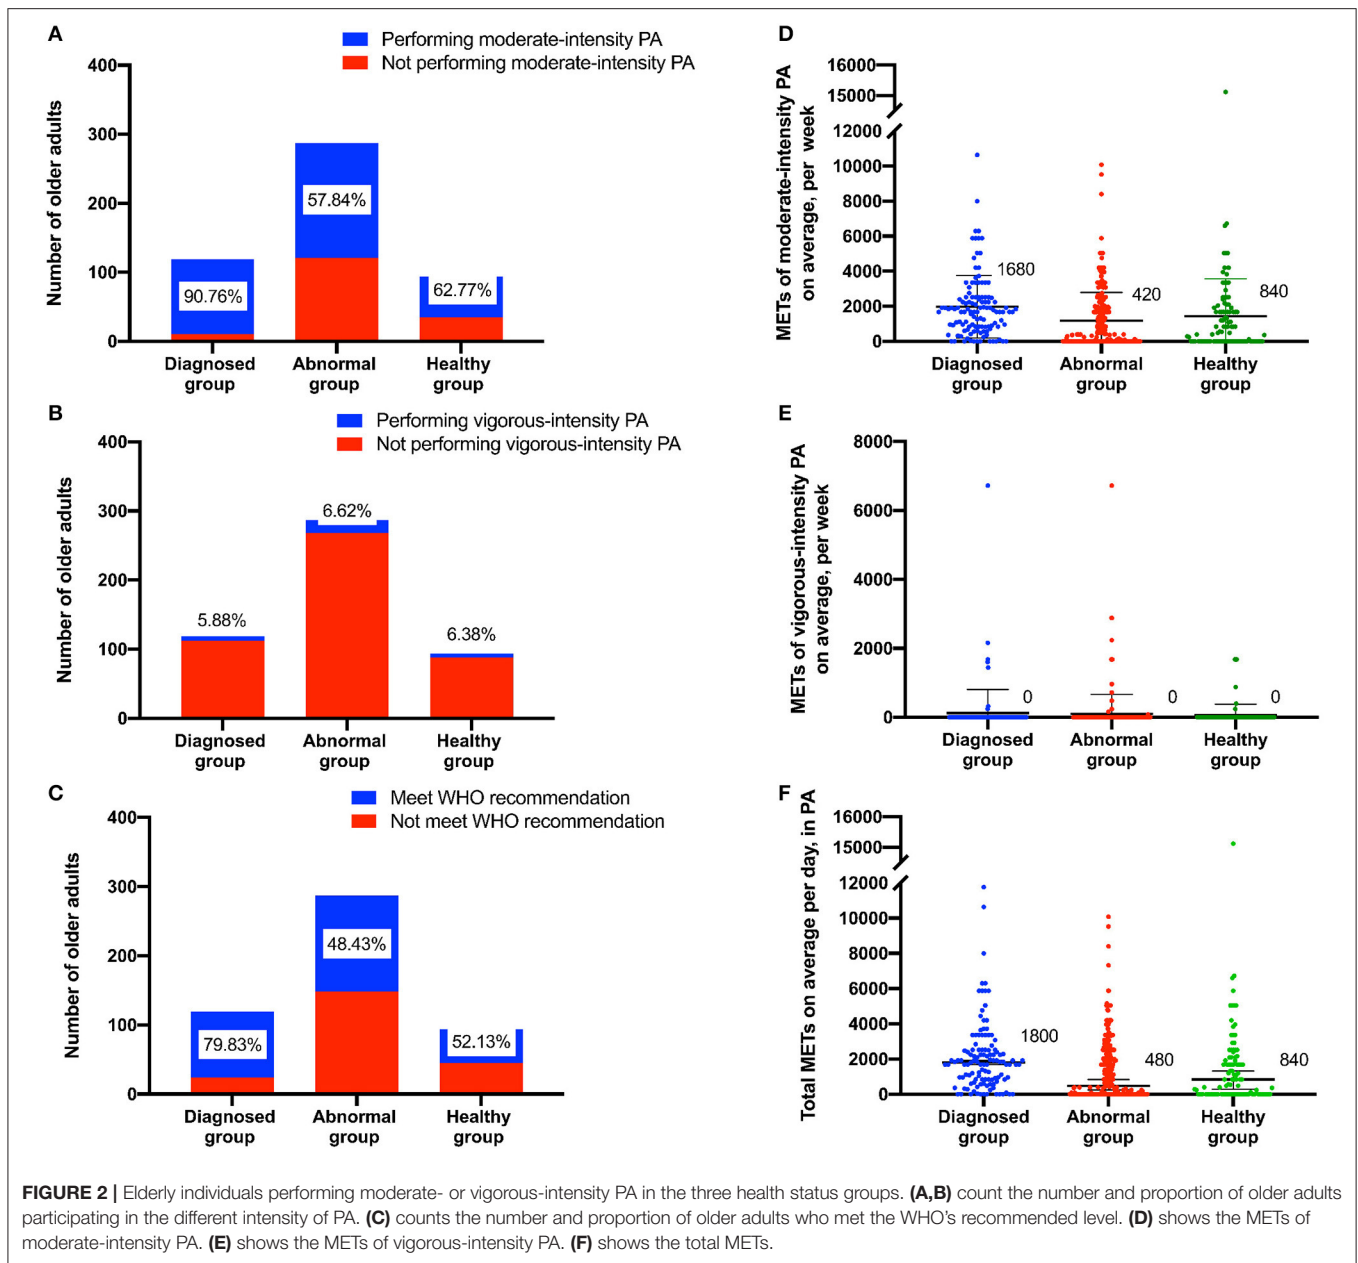 A
Performing moderate-intensity PA
Not performing moderate-intensity PA
Number of older adults
400
300
200
100
0
90.76%
57.84%
62.77%
Diagnosed group
Abnormal group
Healthy group
D
METs of moderate-intensity PA
on average, per week
16000
15000
12000
10000
8000
6000
4000
2000
0
1680
420
840
Diagnosed group
Abnormal group
Healthy group
B
Performing vigorous-intensity PA
Not performing vigorous-intensity PA
Number of older adults
400
300
200
100
0
5.88%
6.62%
6.38%
Diagnosed group
Abnormal group
Healthy group
E
METs of vigorous-intensity PA
on average, per week
8000
6000
4000
2000
0
0
0
0
Diagnosed group
Abnormal group
Healthy group
C
Meet WHO recommendation
Not meet WHO recommendation
Number of older adults
400
300
200
100
0
79.83%
48.43%
52.13%
Diagnosed group
Abnormal group
Healthy group
F
Total METs on average per day, in PA
16000
15000
12000
10000
8000
6000
4000
2000
0
1800
480
840
Diagnosed group
Abnormal group
Healthy group
FIGURE 2 | Elderly individuals performing moderate- or vigorous-intensity PA in the three health status groups. (A,B) count the number and proportion of older adults
participating in the different intensity of PA. (C) counts the number and proportion of older adults who met the WHO's recommended level. (D) shows the METs of
moderate-intensity PA. (E) shows the METs of vigorous-intensity PA. (F) shows the total METs.